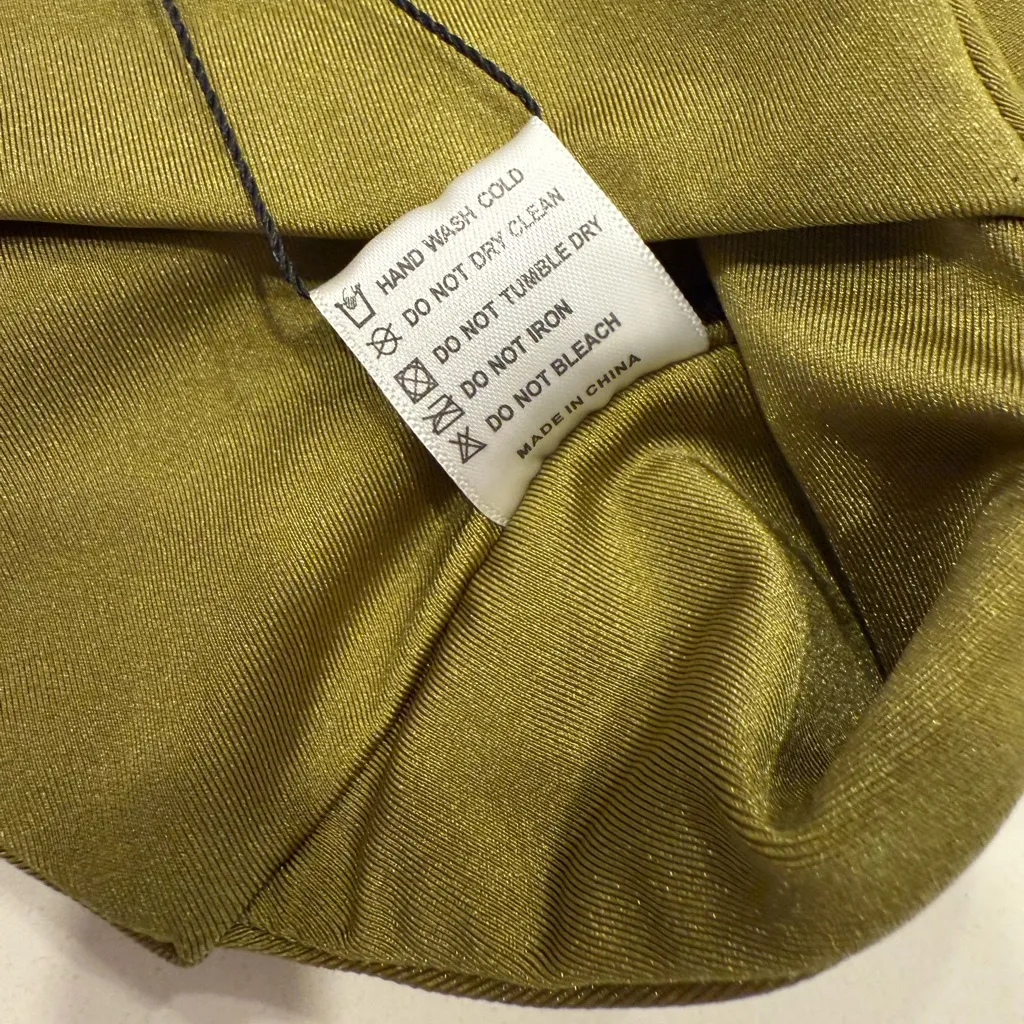 HAND WASH COLD
DO NOT DRY CLEAN
DO NOT TUMBLE DRY
DO NOT IRON
DO NOT BLEACH
MADE IN CHINA